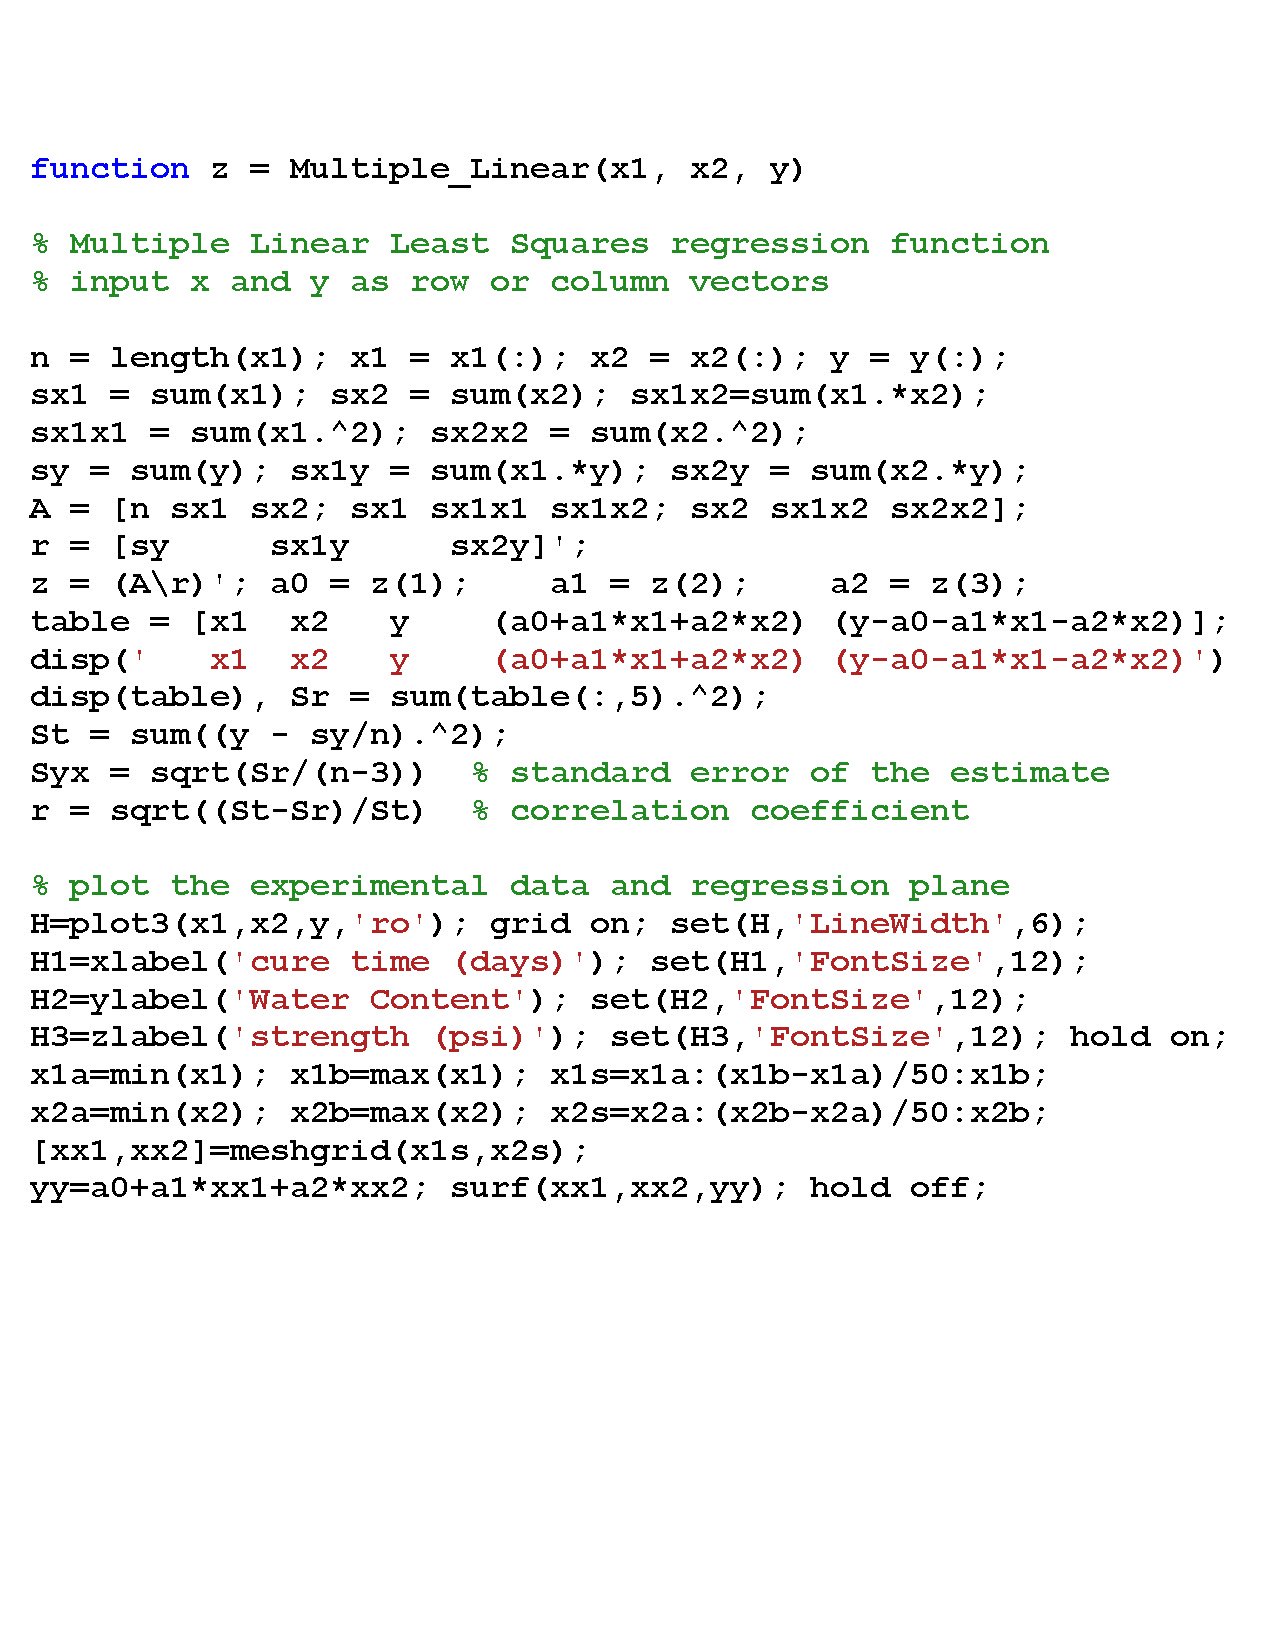 function z = Multiple_Linear(x1, x2, y)
% Multiple Linear Least Squares regression function
% input x and y as row or column vectors
n = length(x1); x1 = x1(:); x2 = x2(:); y = y(:);
sx1 = sum(x1); sx2 = sum(x2); sx1x2=sum(x1.*x2);
sx1x1 = sum(x1.^2); sx2x2 = sum(x2.^2);
sy = sum(y); sx1y = sum(x1.*y); sx2y = sum(x2.*y);
A = [n sx1 sx2; sx1 sx1x1 sx1x2; sx2 sx1x2 sx2x2];
r = [sy     sx1y     sx2y]';
z = (A\r)'; a0 = z(1);    a1 = z(2);    a2 = z(3);
table = [x1  x2   y    (a0+a1*x1+a2*x2) (y-a0-a1*x1-a2*x2)];
disp('   x1  x2   y    (a0+a1*x1+a2*x2) (y-a0-a1*x1-a2*x2)')
disp(table), Sr = sum(table(:,5).^2);
St = sum((y - sy/n).^2);
Syx = sqrt(Sr/(n-3))  % standard error of the estimate
r = sqrt((St-Sr)/St)  % correlation coefficient
% plot the experimental data and regression plane
H=plot3(x1,x2,y,'ro'); grid on; set(H,'LineWidth',6);
H1=xlabel('cure time (days)'); set(H1,'FontSize',12);
H2=ylabel('Water Content'); set(H2,'FontSize',12);
H3=zlabel('strength (psi)'); set(H3,'FontSize',12); hold on;
x1a=min(x1); x1b=max(x1); x1s=x1a:(x1b-x1a)/50:x1b;
x2a=min(x2); x2b=max(x2); x2s=x2a:(x2b-x2a)/50:x2b;
[xx1,xx2]=meshgrid(x1s,x2s);
yy=a0+a1*xx1+a2*xx2; surf(xx1,xx2,yy); hold off;